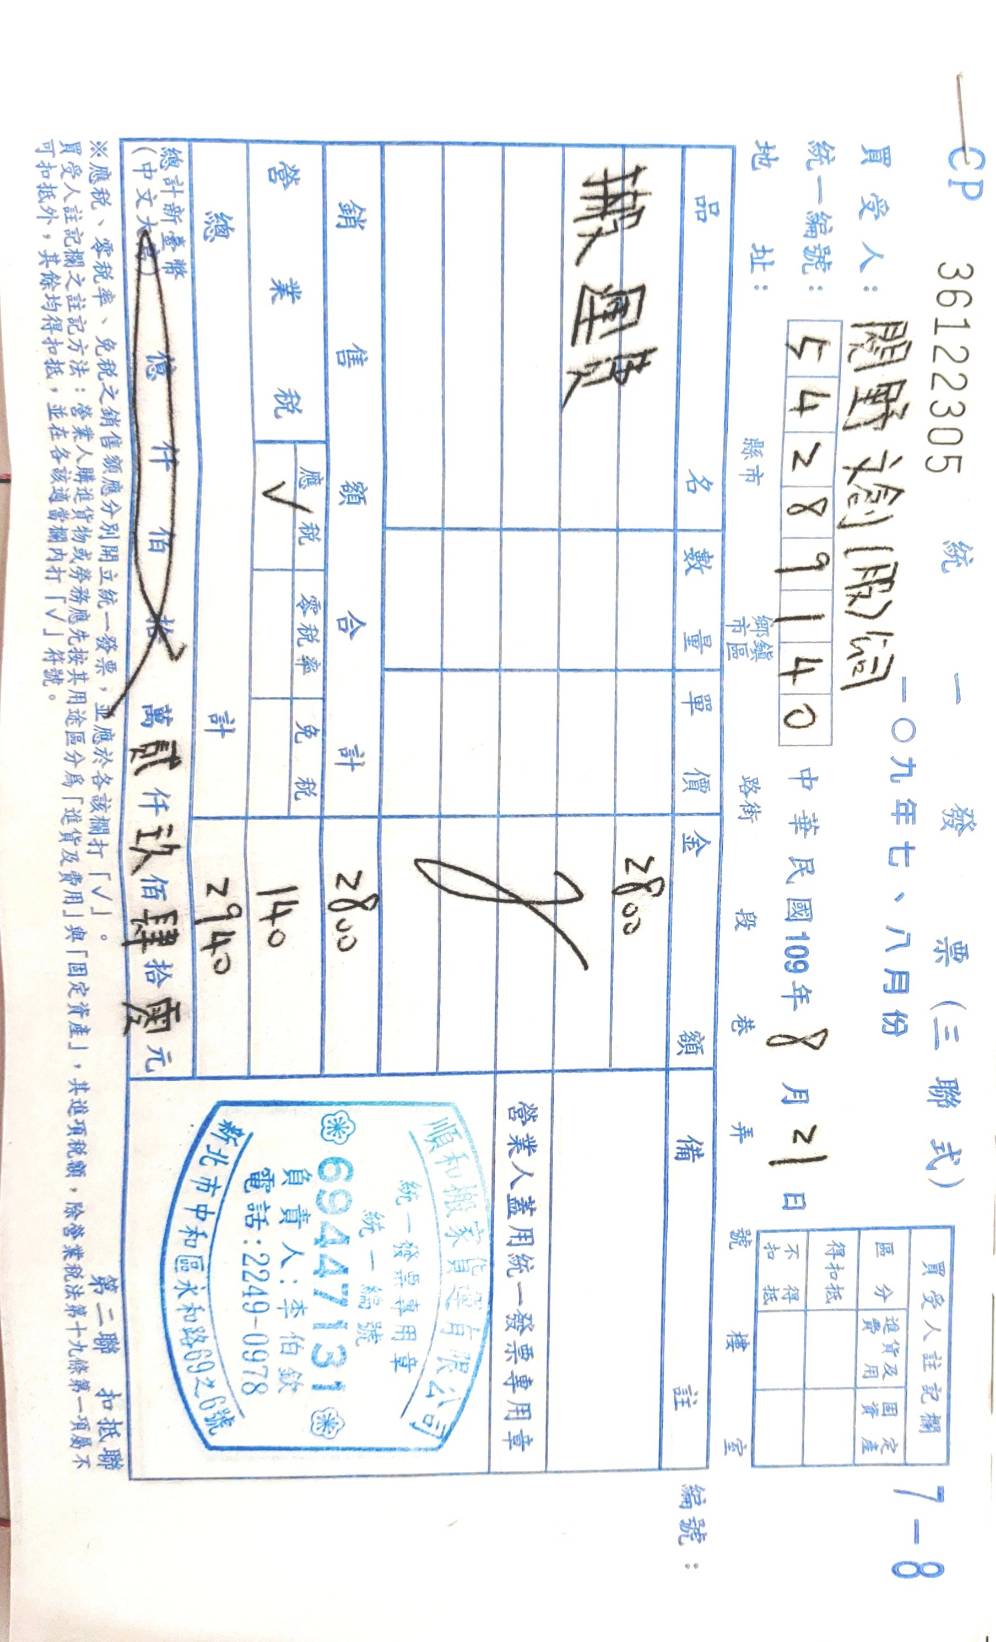 CP 36122305 統一發票(三聯式)
一〇九年七、八月份
7-8
買受人:閱野文創(股)公司
統一編號:54289140 中華民國109年8月21日
地址: 縣市 鄉鎮市區 路街 段 巷 弄 號 樓 室
買受人註記欄
區分 進貨及費用 固定資產
得扣抵
不得扣抵
編號:
品名 數量 單價 金額 備註
搬運費 2800
營業人蓋用統一發票專用章
銷售額合計 2800
營業稅 應稅 零稅率 免稅
√ 140
總計 2940
總計新臺幣
(中文大寫) 億仟佰拾萬貳仟玖佰肆拾零元
順和搬家貨運有限公司
統一發票專用章
統一編號
69447131
負責人:李伯欽
電話:2249-0978
新北市中和區永和路69之6號
※應稅、零稅率、免稅之銷售額應分別開立統一發票,並應於各該欄打「√」。
買受人註記欄之註記方法:營業人購進貨物或勞務應先按其用途區分為「進貨及費用」與「固定資產」,其進項稅額,除營業稅法第十九條第一項屬不
可扣抵外,其餘均得扣抵,並在各該適當欄內打「√」符號。
第二聯 扣抵聯